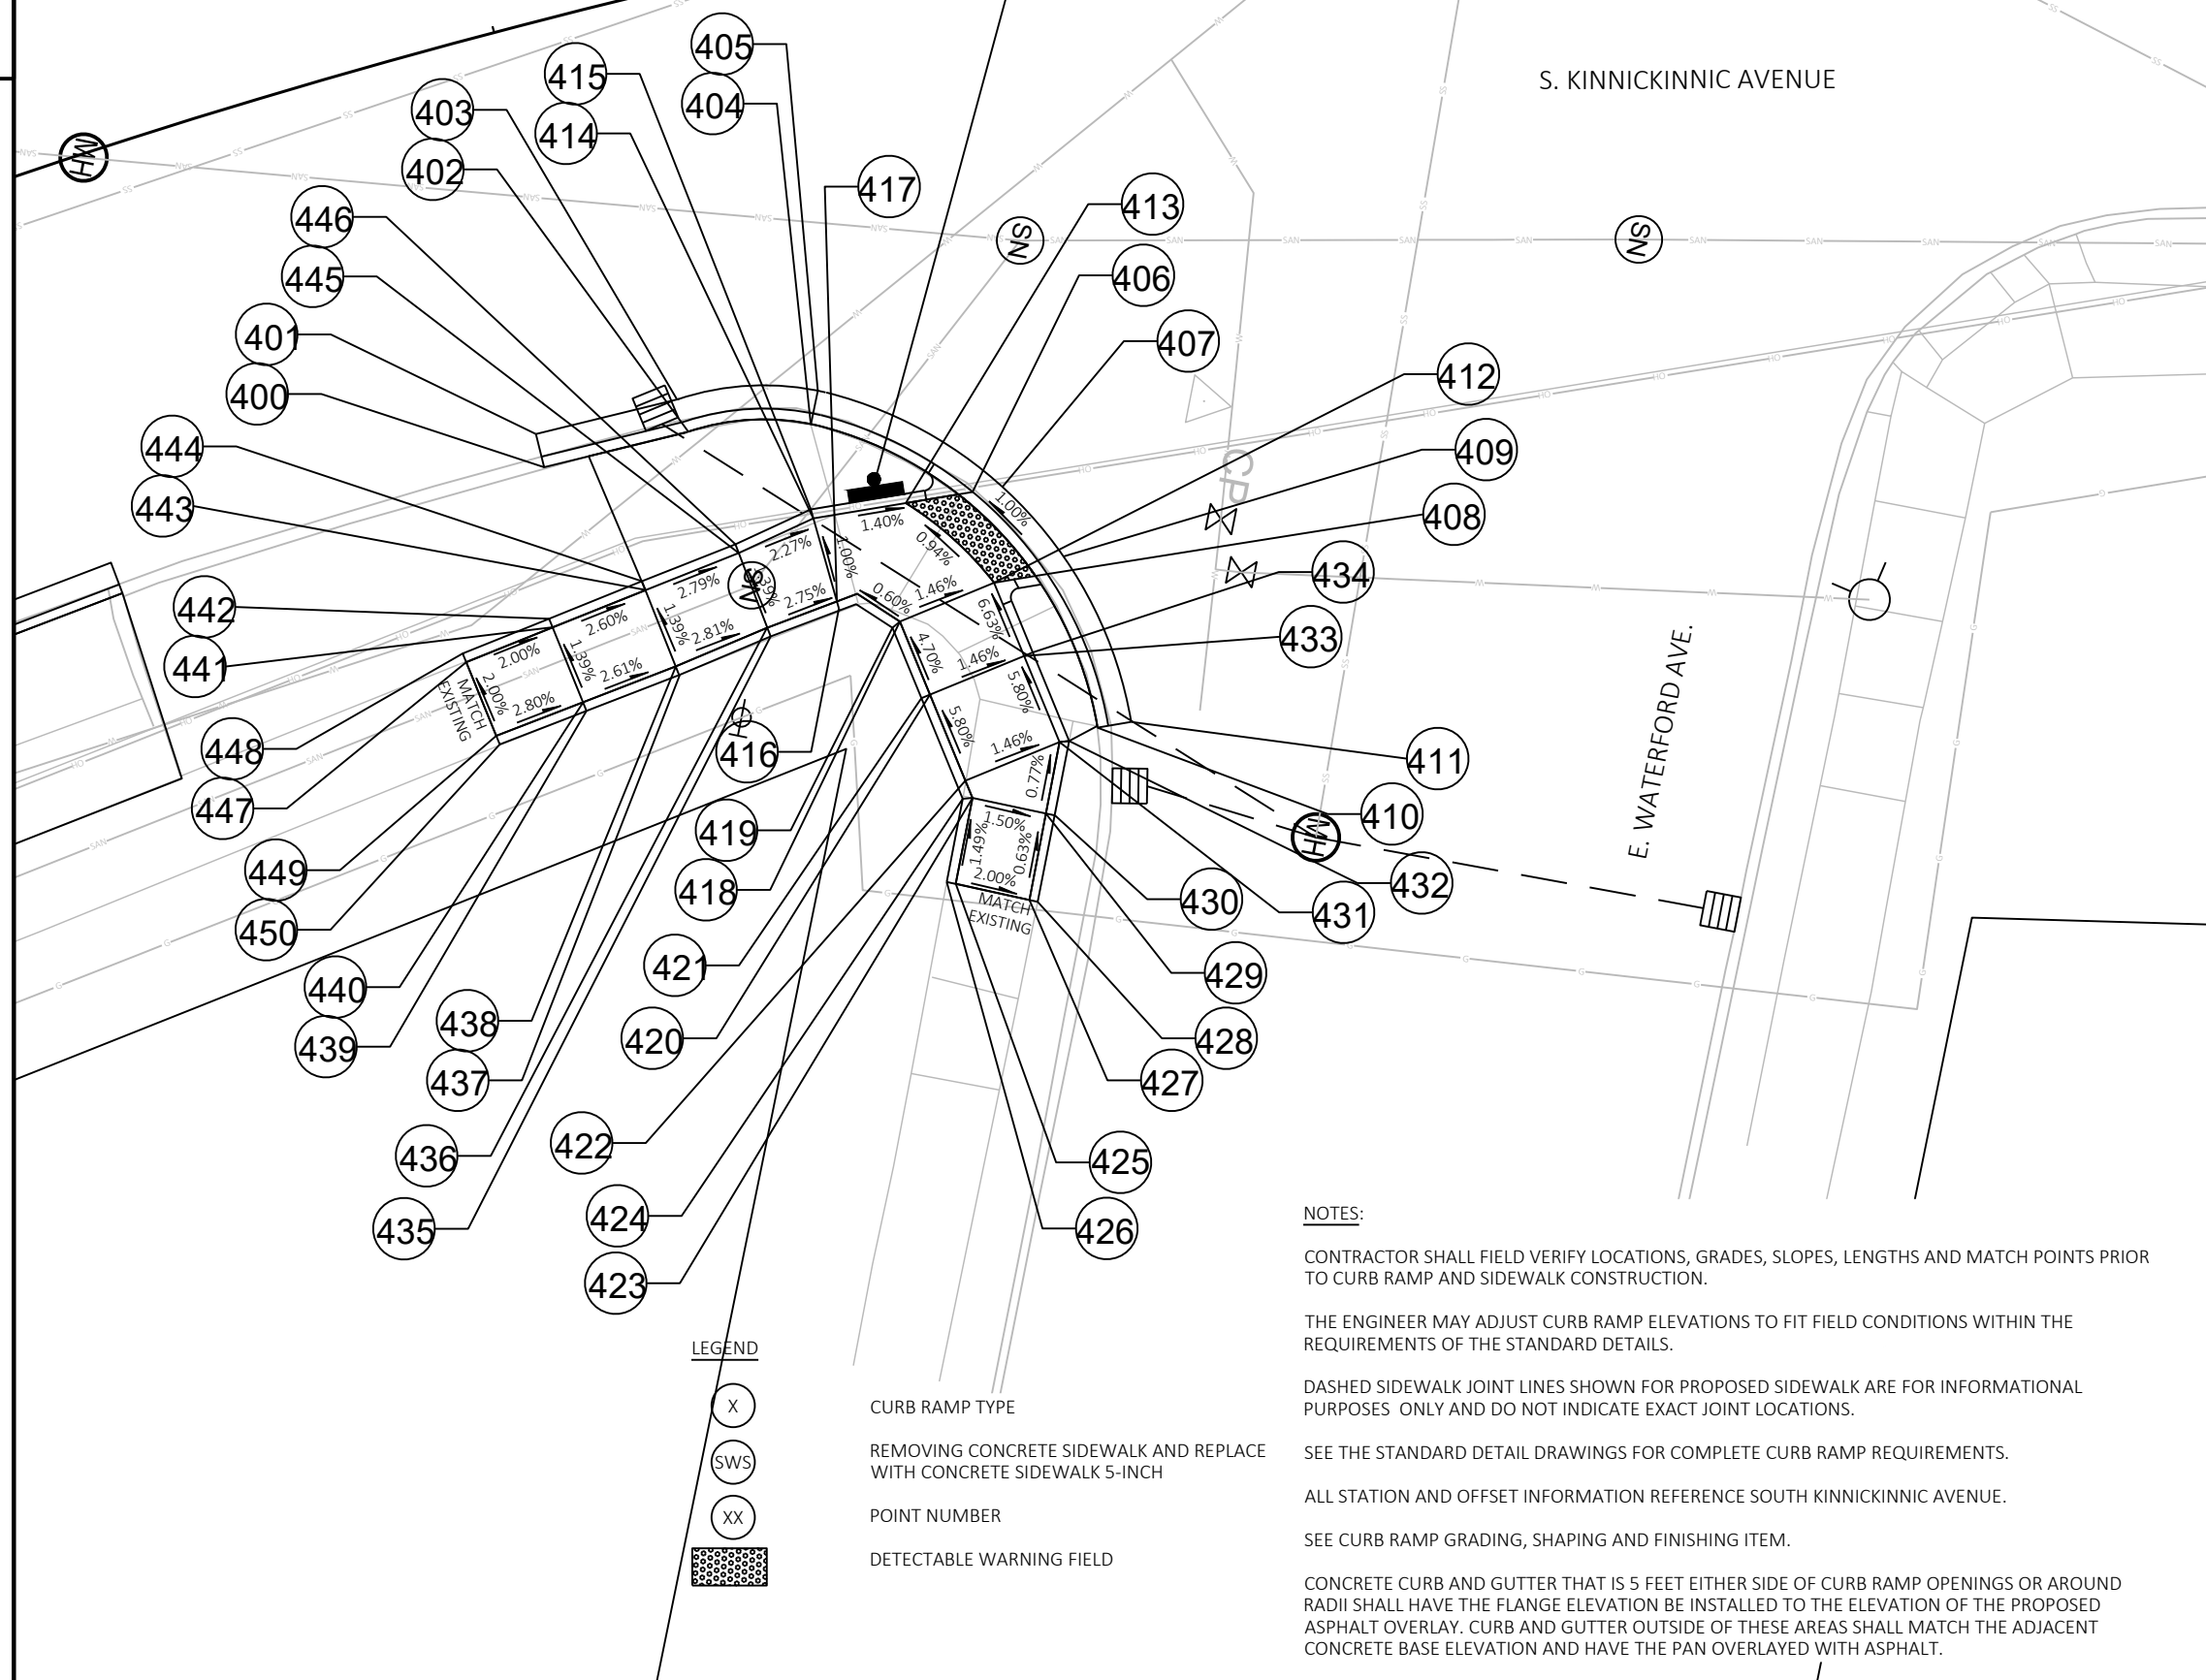 S. KINNICKINNIC AVENUE
405
415
404
403
414
402
417
413
446
445
406
401
400
407
412
444
409
443
408
434
442
433
441
448
416
411
447
410
419
449
418
432
430
431
450
421
429
440
438
420
428
439
437
427
422
436
425
424
435
426
423
MH
SN
SN
SN
MH
CP
E. WATERFORD AVE.
1.00%
1.40%
0.94%
2.27%
1.00%
1.39%
2.79%
2.75%
0.60%
1.46%
6.63%
2.60%
1.39%
2.81%
4.70%
1.46%
2.00%
1.39%
2.61%
5.80%
2.00%
2.80%
5.80%
1.46%
0.77%
1.50%
1.49%
0.63%
2.00%
MATCH
EXISTING
MATCH
EXISTING
LEGEND
X
CURB RAMP TYPE
SWS
REMOVING CONCRETE SIDEWALK AND REPLACE
WITH CONCRETE SIDEWALK 5-INCH
XX
POINT NUMBER
DETECTABLE WARNING FIELD
NOTES:
CONTRACTOR SHALL FIELD VERIFY LOCATIONS, GRADES, SLOPES, LENGTHS AND MATCH POINTS PRIOR
TO CURB RAMP AND SIDEWALK CONSTRUCTION.
THE ENGINEER MAY ADJUST CURB RAMP ELEVATIONS TO FIT FIELD CONDITIONS WITHIN THE
REQUIREMENTS OF THE STANDARD DETAILS.
DASHED SIDEWALK JOINT LINES SHOWN FOR PROPOSED SIDEWALK ARE FOR INFORMATIONAL
PURPOSES ONLY AND DO NOT INDICATE EXACT JOINT LOCATIONS.
SEE THE STANDARD DETAIL DRAWINGS FOR COMPLETE CURB RAMP REQUIREMENTS.
ALL STATION AND OFFSET INFORMATION REFERENCE SOUTH KINNICKINNIC AVENUE.
SEE CURB RAMP GRADING, SHAPING AND FINISHING ITEM.
CONCRETE CURB AND GUTTER THAT IS 5 FEET EITHER SIDE OF CURB RAMP OPENINGS OR AROUND
RADII SHALL HAVE THE FLANGE ELEVATION BE INSTALLED TO THE ELEVATION OF THE PROPOSED
ASPHALT OVERLAY. CURB AND GUTTER OUTSIDE OF THESE AREAS SHALL MATCH THE ADJACENT
CONCRETE BASE ELEVATION AND HAVE THE PAN OVERLAYED WITH ASPHALT.